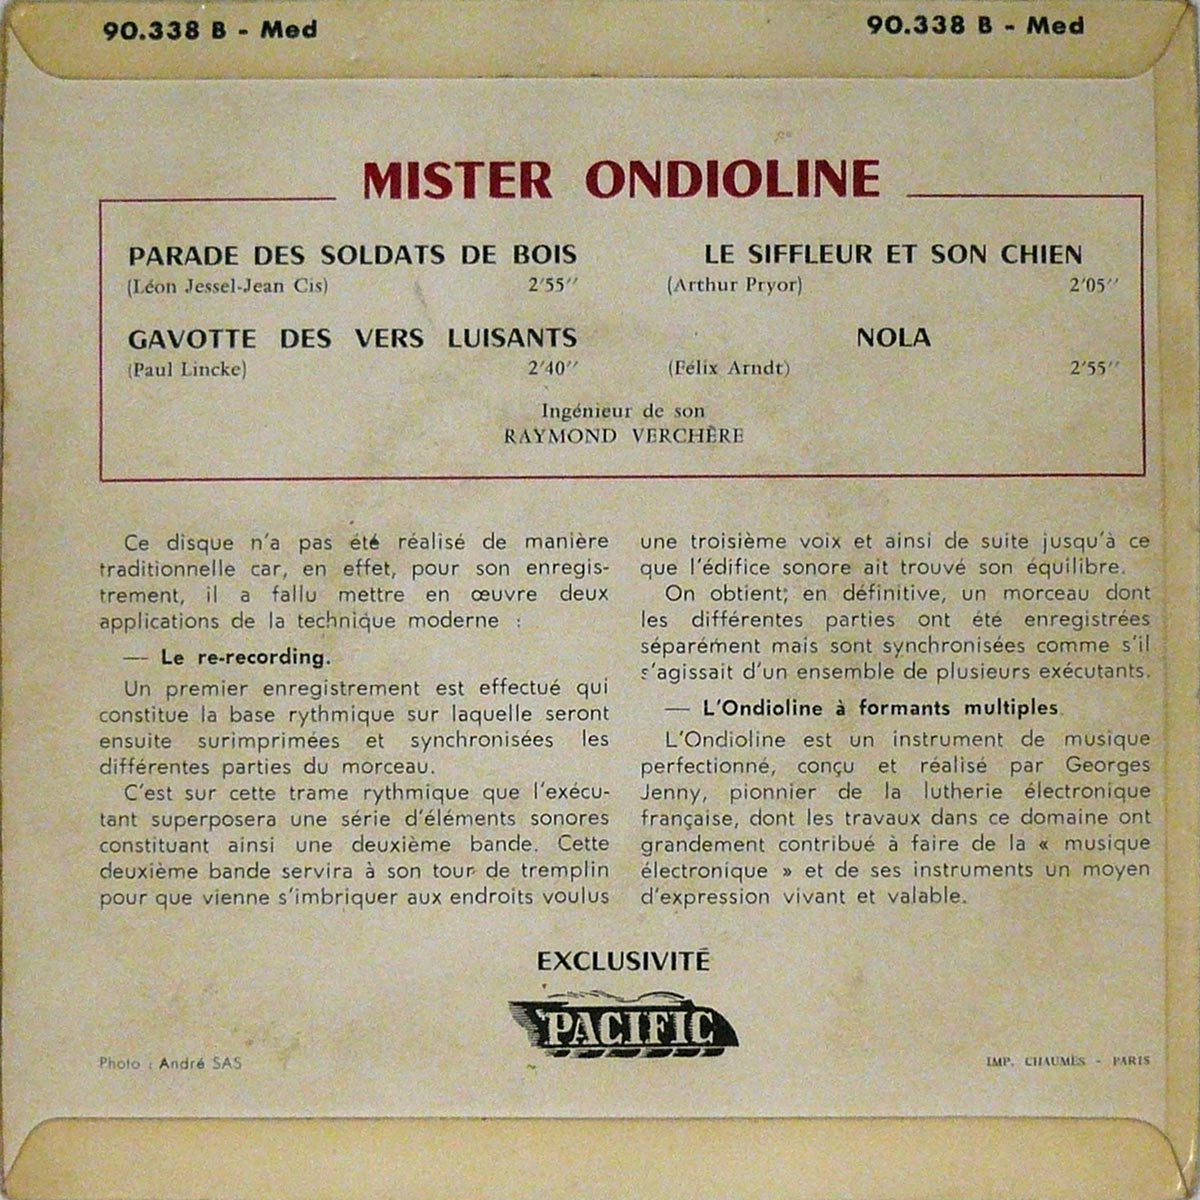 90.338 B - Med
90.338 B - Med
MISTER ONDIOLINE
PARADE DES SOLDATS DE BOIS
(Léon Jessel-Jean Cis) 2'55''
GAVOTTE DES VERS LUISANTS
(Paul Lincke) 2'40''
LE SIFFLEUR ET SON CHIEN
(Arthur Pryor) 2'05''
NOLA
(Félix Arndt) 2'55''
Ingénieur de son
RAYMOND VERCHÈRE
Ce disque n'a pas été réalisé de manière
traditionnelle car, en effet, pour son enregis-
trement, il a fallu mettre en œuvre deux
applications de la technique moderne :
— Le re-recording.
Un premier enregistrement est effectué qui
constitue la base rythmique sur laquelle seront
ensuite surimprimées et synchronisées les
différentes parties du morceau.
C'est sur cette trame rythmique que l'exécu-
tant superposera une série d'éléments sonores
constituant ainsi une deuxième bande. Cette
deuxième bande servira à son tour de tremplin
pour que vienne s'imbriquer aux endroits voulus
une troisième voix et ainsi de suite jusqu'à ce
que l'édifice sonore ait trouvé son équilibre.
On obtient, en définitive, un morceau dont
les différentes parties ont été enregistrées
séparément mais sont synchronisées comme s'il
s'agissait d'un ensemble de plusieurs exécutants.
— L'Ondioline à formants multiples.
L'Ondioline est un instrument de musique
perfectionné, conçu et réalisé par Georges
Jenny, pionnier de la lutherie électronique
française, dont les travaux dans ce domaine ont
grandement contribué à faire de la « musique
électronique » et de ses instruments un moyen
d'expression vivant et valable.
EXCLUSIVITÉ
PACIFIC
Photo : André SAS
IMP. CHAUMÈS - PARIS